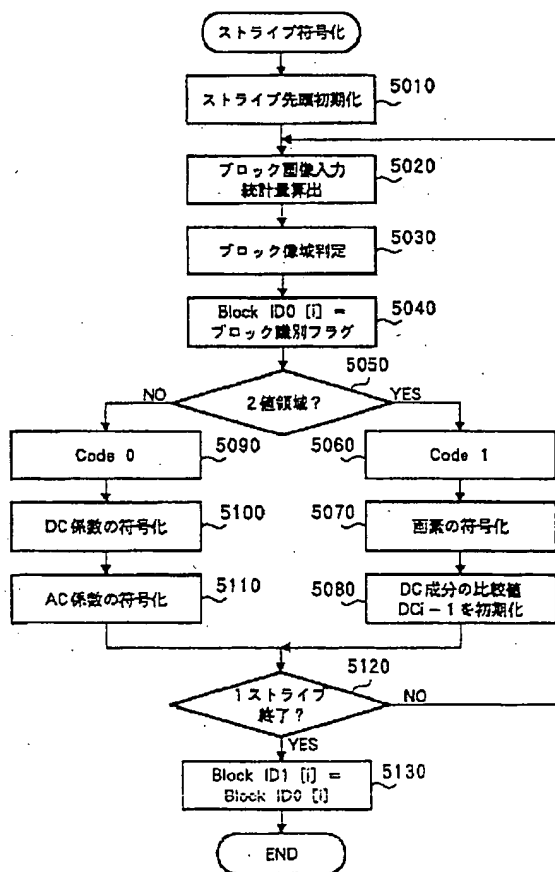 ストライプ符号化
ストライプ先頭初期化
5010
ブロック画像入力
統計量算出
5020
ブロック像域判定
5030
Block ID0 [i] =
ブロック識別フラグ
5040
5050
NO
2値領域?
YES
Code 0
5090
5060
Code 1
DC係数の符号化
5100
5070
画素の符号化
AC係数の符号化
5110
5080
DC成分の比較値
DCi-1を初期化
5120
1ストライプ
終了?
NO
YES
Block ID1 [i] =
Block ID0 [i]
5130
END